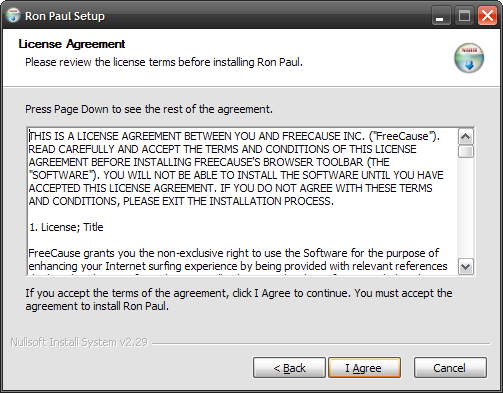 Ron Paul Setup
License Agreement
Please review the license terms before installing Ron Paul.
Press Page Down to see the rest of the agreement.
THIS IS A LICENSE AGREEMENT BETWEEN YOU AND FREECAUSE INC. ("FreeCause").
READ CAREFULLY AND ACCEPT THE TERMS AND CONDITIONS OF THIS LICENSE
AGREEMENT BEFORE INSTALLING FREECAUSE'S BROWSER TOOLBAR (THE
"SOFTWARE"). YOU WILL NOT BE ABLE TO INSTALL THE SOFTWARE UNTIL YOU HAVE
ACCEPTED THIS LICENSE AGREEMENT. IF YOU DO NOT AGREE WITH THESE TERMS
AND CONDITIONS, PLEASE EXIT THE INSTALLATION PROCESS.
1. License; Title
FreeCause grants you the non-exclusive right to use the Software for the purpose of
enhancing your Internet surfing experience by being provided with relevant references
If you accept the terms of the agreement, click I Agree to continue. You must accept the
agreement to install Ron Paul.
Nullsoft Install System v2.29
< Back
I Agree
Cancel